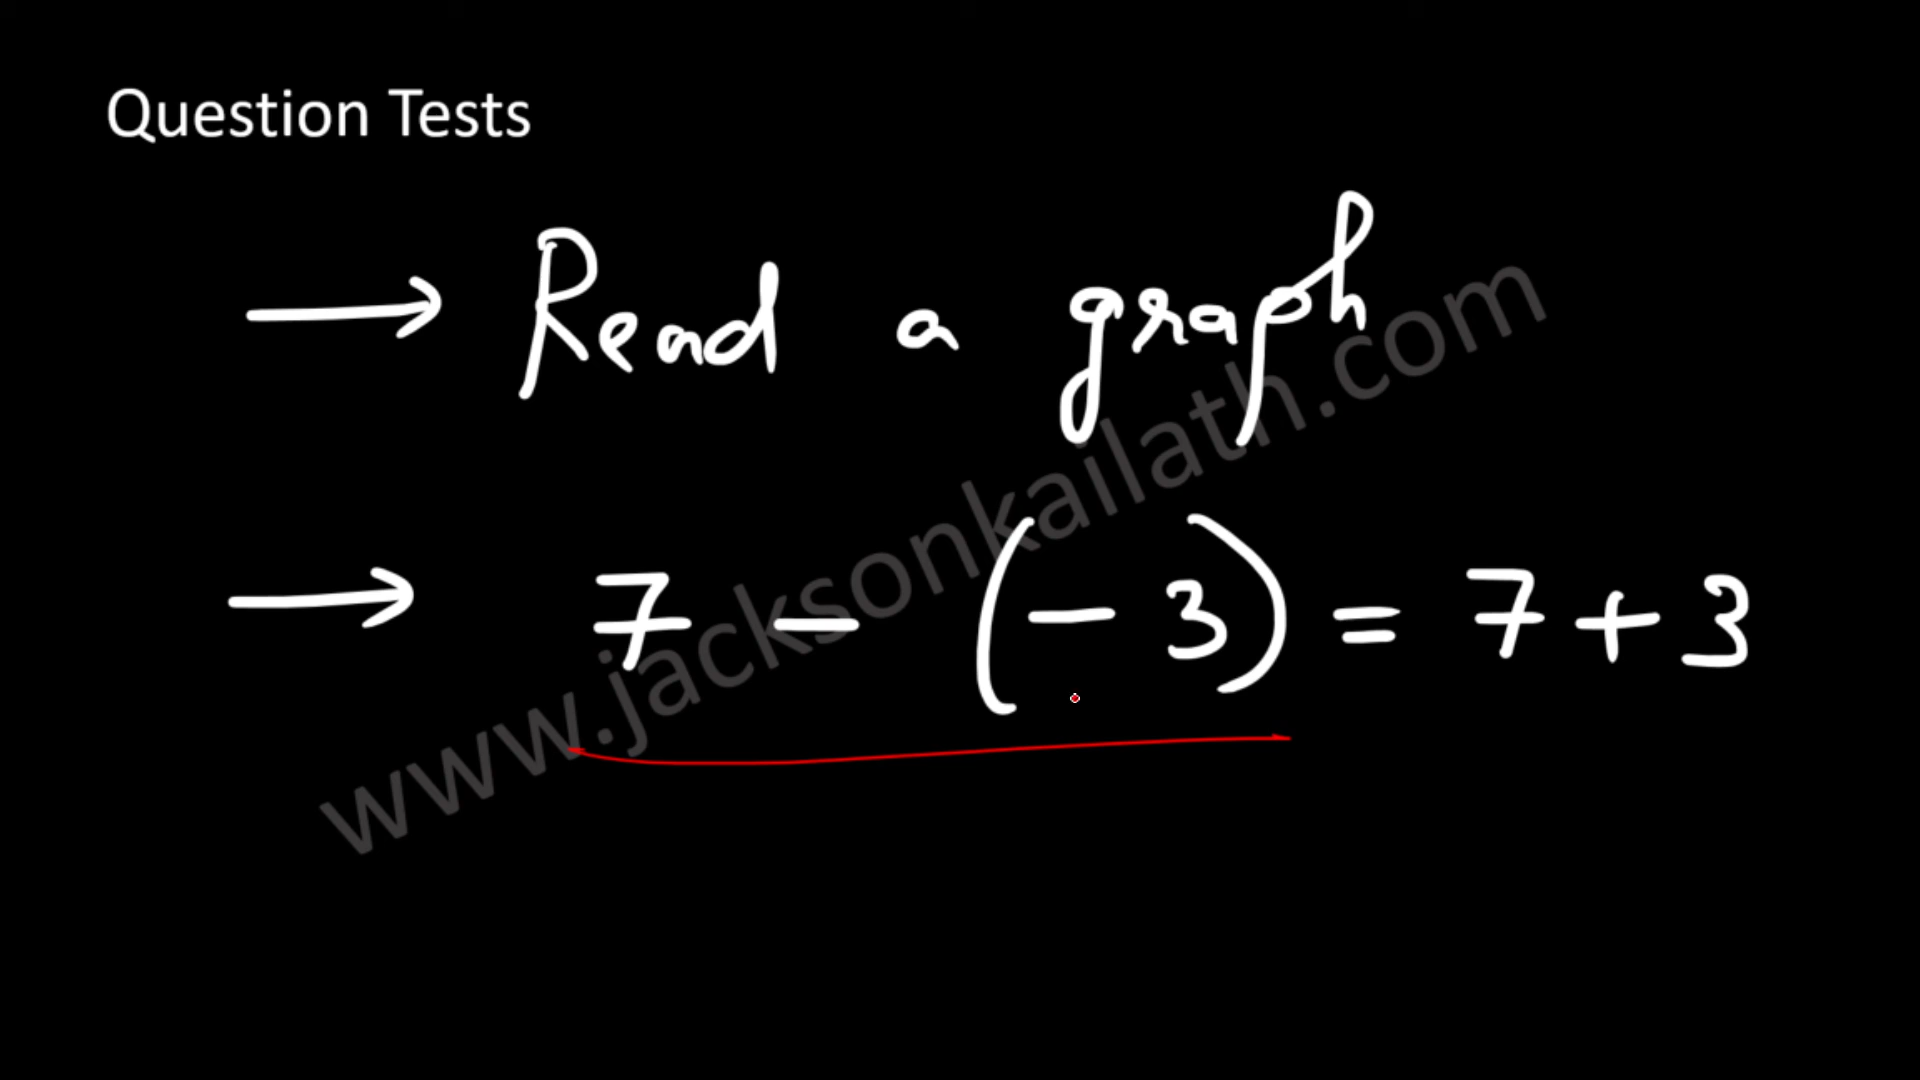 Question Tests
→ Read a graph
→ 7 - (- 3) = 7 + 3
www.jacksonkailath.com